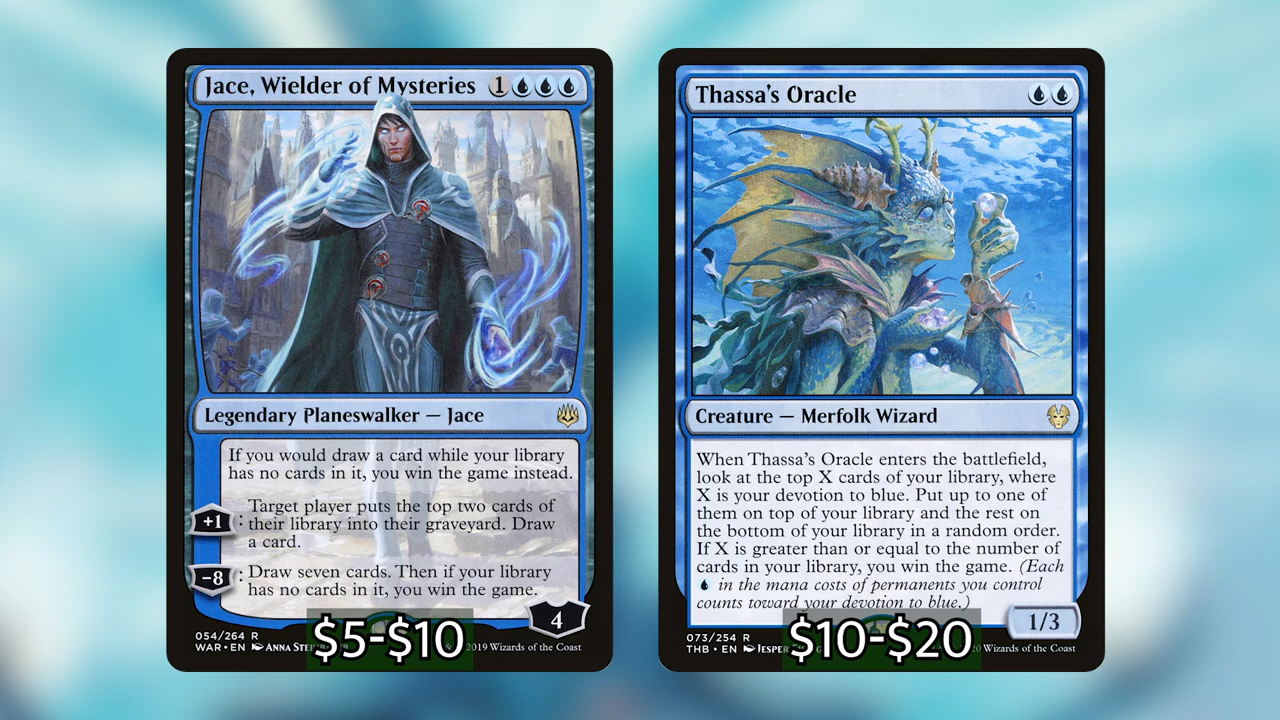 Jace, Wielder of Mysteries 1
Legendary Planeswalker — Jace
If you would draw a card while your library
has no cards in it, you win the game instead.
+1: Target player puts the top two cards of
their library into their graveyard. Draw
a card.
−8: Draw seven cards. Then if your library
has no cards in it, you win the game.
4
054/264 R
WAR • EN
2019 Wizards of the Coast
$5-$10
Thassa's Oracle
Creature — Merfolk Wizard
When Thassa's Oracle enters the battlefield,
look at the top X cards of your library, where
X is your devotion to blue. Put up to one of
them on top of your library and the rest on
the bottom of your library in a random order.
If X is greater than or equal to the number of
cards in your library, you win the game. (Each
in the mana costs of permanents you control
counts toward your devotion to blue.)
1/3
073/254 R
THB • EN
Wizards of the Coast
$10-$20